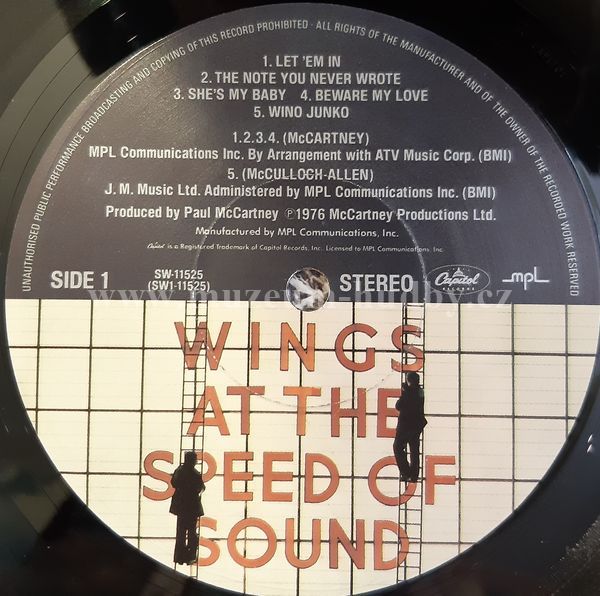 UNAUTHORISED PUBLIC PERFORMANCE BROADCASTING AND COPYING OF THIS RECORD PROHIBITED · ALL RIGHTS OF THE MANUFACTURER AND OF THE OWNER OF THE RECORDED WORK RESERVED
1. LET 'EM IN
2. THE NOTE YOU NEVER WROTE
3. SHE'S MY BABY 4. BEWARE MY LOVE
5. WINO JUNKO
1.2.3.4. (McCARTNEY)
MPL Communications Inc. By Arrangement with ATV Music Corp. (BMI)
5. (McCULLOCH-ALLEN)
J. M. Music Ltd. Administered by MPL Communications Inc. (BMI)
Produced by Paul McCartney ℗1976 McCartney Productions Ltd.
Manufactured by MPL Communications, Inc.
Capitol is a Registered Trademark of Capitol Records, Inc. Licensed to MPL Communications, Inc.
SIDE 1 SW-11525 STEREO Capitol mpl
(SW1-11525) RECORDS
www.muzeum-hudby.cz
WINGS
AT THE
SPEED OF
SOUND